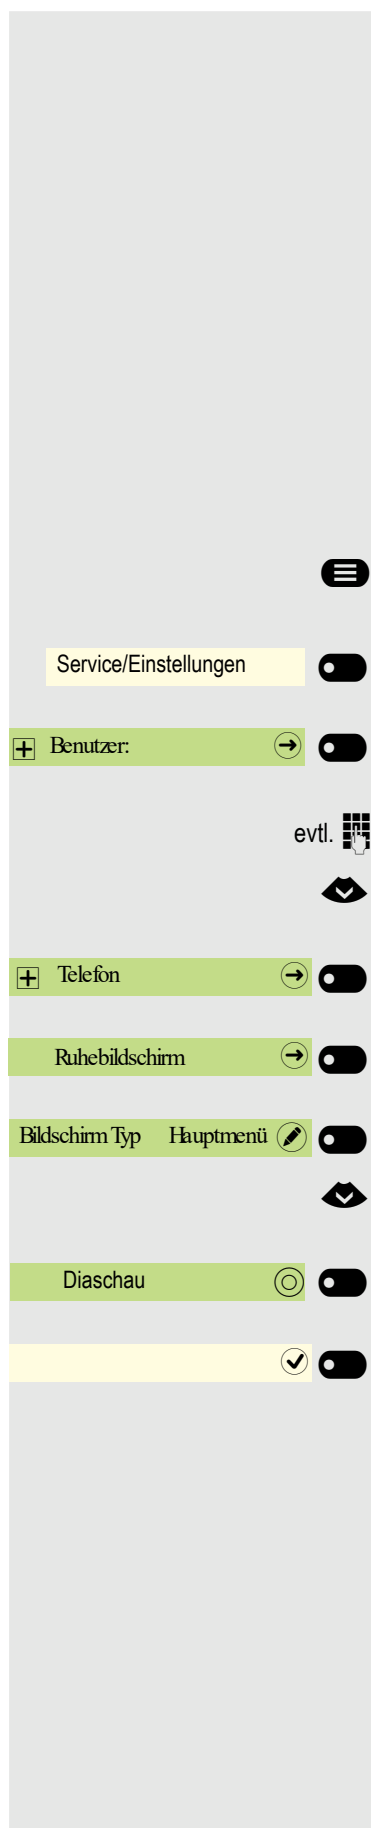 Service/Einstellungen
Benutzer:
evtl.
Telefon
Ruhebildschirm
Bildschirm Typ Hauptmenü
Diaschau